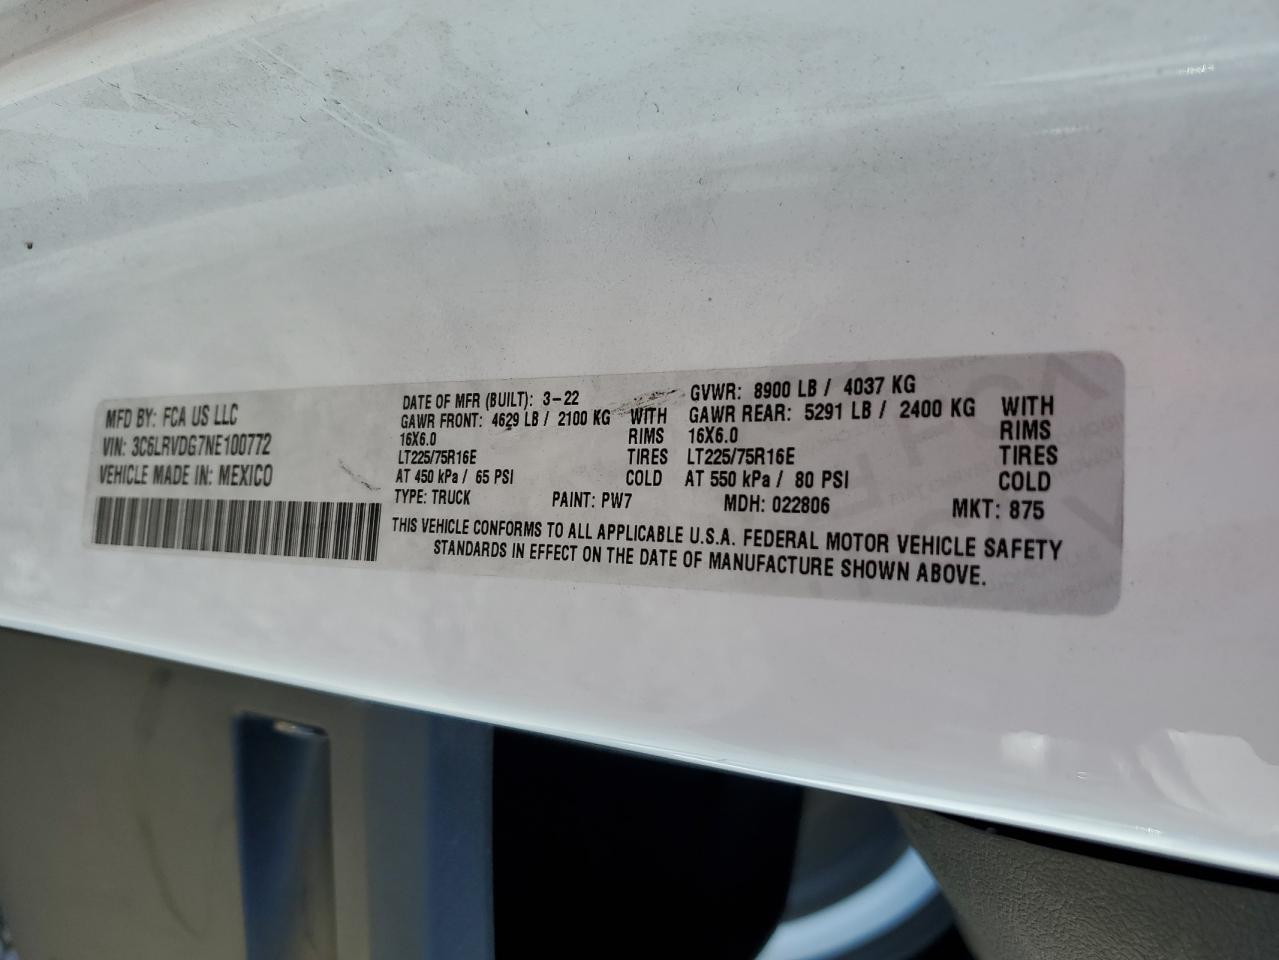 MFD BY: FCA US LLC
VIN: 3C6LRVDG7NE100772
VEHICLE MADE IN: MEXICO
DATE OF MFR (BUILT): 3-22 GVWR: 8900 LB / 4037 KG
GAWR FRONT: 4629 LB / 2100 KG WITH GAWR REAR: 5291 LB / 2400 KG WITH
16X6.0 RIMS 16X6.0 RIMS
LT225/75R16E TIRES LT225/75R16E TIRES
AT 450 kPa / 65 PSI COLD AT 550 kPa / 80 PSI COLD
TYPE: TRUCK PAINT: PW7 MDH: 022806 MKT: 875
THIS VEHICLE CONFORMS TO ALL APPLICABLE U.S.A. FEDERAL MOTOR VEHICLE SAFETY
STANDARDS IN EFFECT ON THE DATE OF MANUFACTURE SHOWN ABOVE.